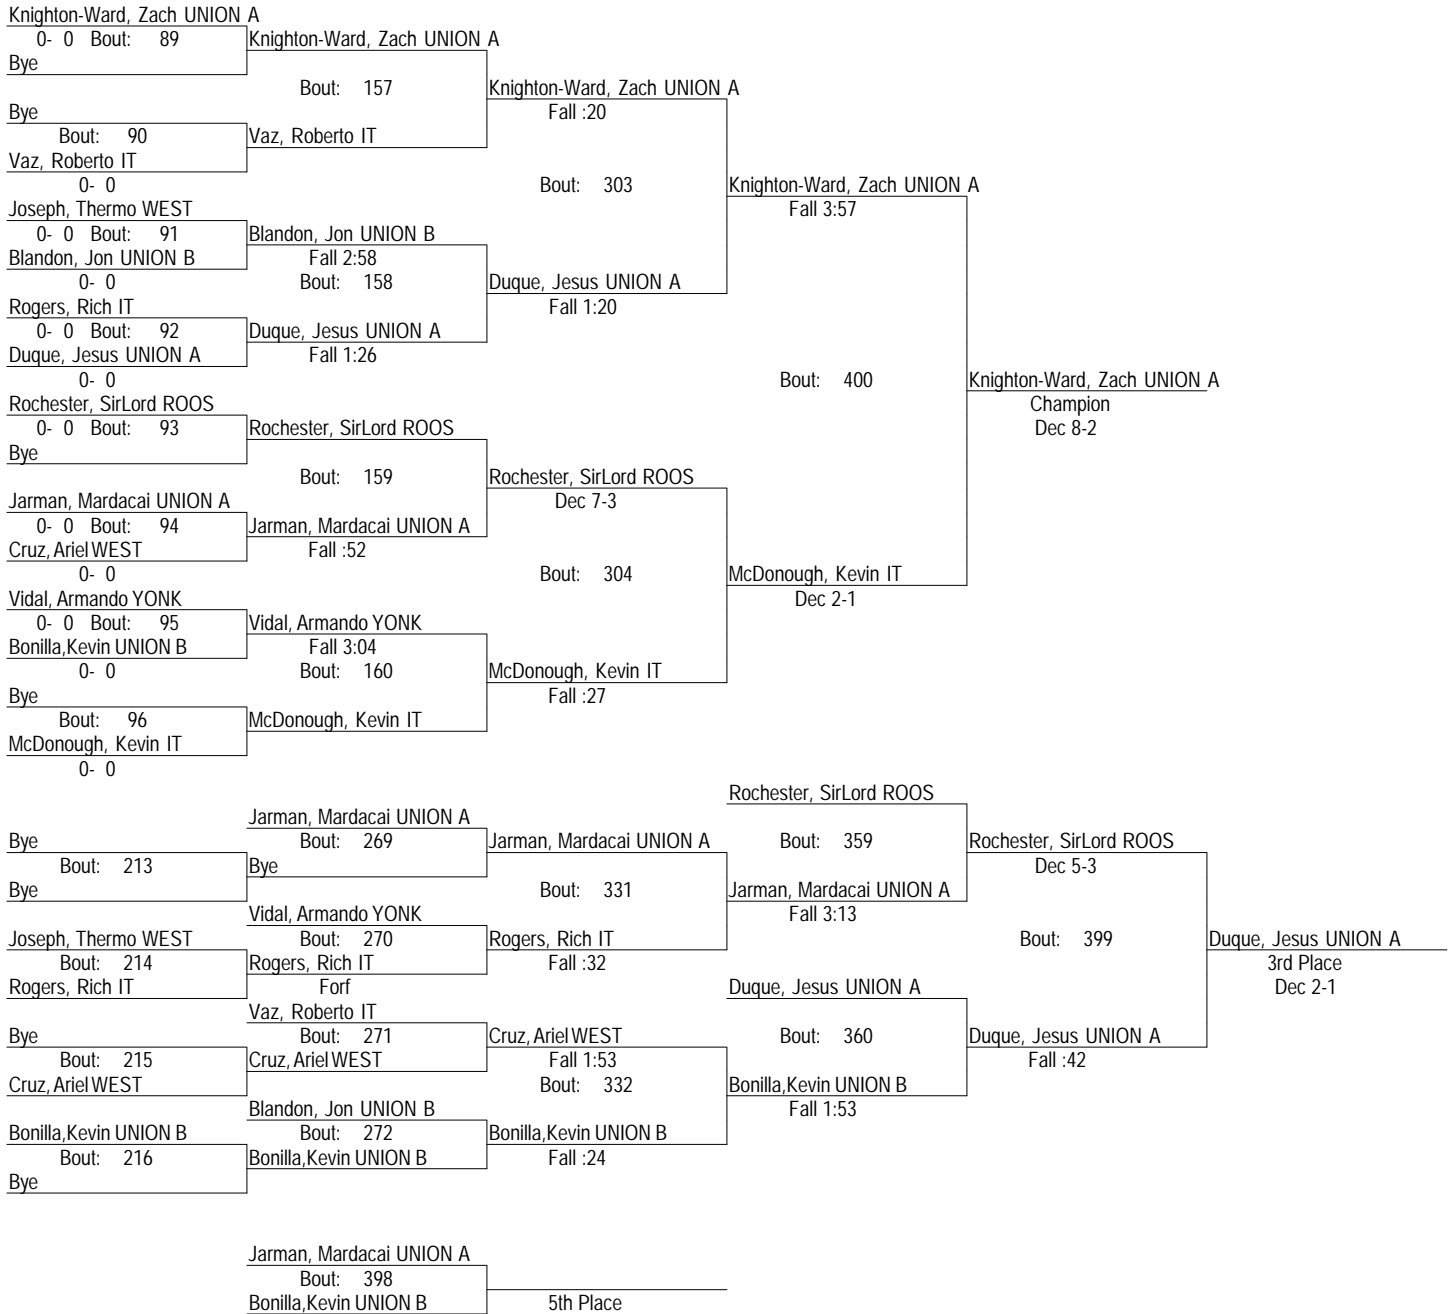 Knighton-Ward, Zach UNION A
0- 0 Bout: 89 Knighton-Ward, Zach UNION A
Bye
Bout: 157 Knighton-Ward, Zach UNION A
Bye Fall :20
Bout: 90 Vaz, Roberto IT
Vaz, Roberto IT
0- 0 Bout: 303 Knighton-Ward, Zach UNION A
Joseph, Thermo WEST Fall 3:57
0- 0 Bout: 91 Blandon, Jon UNION B
Blandon, Jon UNION B Fall 2:58
0- 0 Bout: 158 Duque, Jesus UNION A
Rogers, Rich IT Fall 1:20
0- 0 Bout: 92 Duque, Jesus UNION A
Duque, Jesus UNION A Fall 1:26
0- 0 Bout: 400 Knighton-Ward, Zach UNION A
Rochester, SirLord ROOS Champion
0- 0 Bout: 93 Rochester, SirLord ROOS Dec 8-2
Bye
Bout: 159 Rochester, SirLord ROOS
Jarman, Mardacai UNION A Dec 7-3
0- 0 Bout: 94 Jarman, Mardacai UNION A
Cruz, Ariel WEST Fall :52
0- 0 Bout: 304 McDonough, Kevin IT
Vidal, Armando YONK Dec 2-1
0- 0 Bout: 95 Vidal, Armando YONK
Bonilla,Kevin UNION B Fall 3:04
0- 0 Bout: 160 McDonough, Kevin IT
Bye Fall :27
Bout: 96 McDonough, Kevin IT
McDonough, Kevin IT
0- 0
Rochester, SirLord ROOS
Jarman, Mardacai UNION A
Bye Bout: 269 Jarman, Mardacai UNION A Bout: 359 Rochester, SirLord ROOS
Bout: 213 Bye Dec 5-3
Bye Bout: 331 Jarman, Mardacai UNION A
Vidal, Armando YONK Fall 3:13
Joseph, Thermo WEST Bout: 270 Rogers, Rich IT Bout: 399 Duque, Jesus UNION A
Bout: 214 Rogers, Rich IT Fall :32 3rd Place
Rogers, Rich IT Forf Duque, Jesus UNION A Dec 2-1
Vaz, Roberto IT
Bye Bout: 271 Cruz, Ariel WEST Bout: 360 Duque, Jesus UNION A
Bout: 215 Cruz, Ariel WEST Fall 1:53 Fall :42
Cruz, Ariel WEST Bout: 332 Bonilla,Kevin UNION B
Blandon, Jon UNION B Fall 1:53
Bonilla,Kevin UNION B Bout: 272 Bonilla,Kevin UNION B
Bout: 216 Bonilla,Kevin UNION B Fall :24
Bye
Jarman, Mardacai UNION A
Bout: 398
Bonilla,Kevin UNION B 5th Place